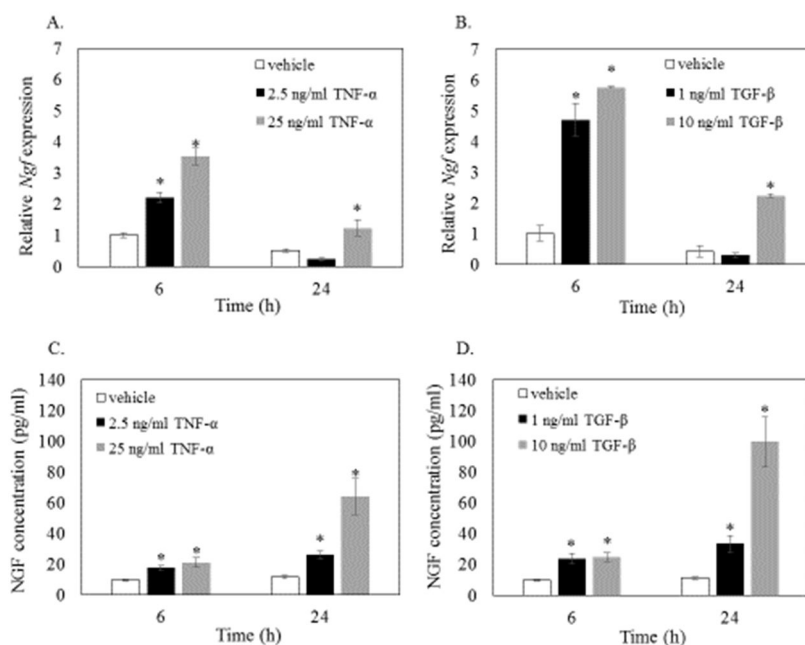 A.
Relative Ngf expression
7
6
5
4
3
2
1
0
vehicle
2.5 ng/ml TNF-α
25 ng/ml TNF-α
*
*
*
6
24
Time (h)
B.
Relative Ngf expression
7
6
5
4
3
2
1
0
vehicle
1 ng/ml TGF-β
10 ng/ml TGF-β
*
*
*
6
24
Time (h)
C.
NGF concentration (pg/ml)
140
120
100
80
60
40
20
0
vehicle
2.5 ng/ml TNF-α
25 ng/ml TNF-α
*
*
*
*
6
24
Time (h)
D.
NGF concentration (pg/ml)
140
120
100
80
60
40
20
0
vehicle
1 ng/ml TGF-β
10 ng/ml TGF-β
*
*
*
*
6
24
Time (h)